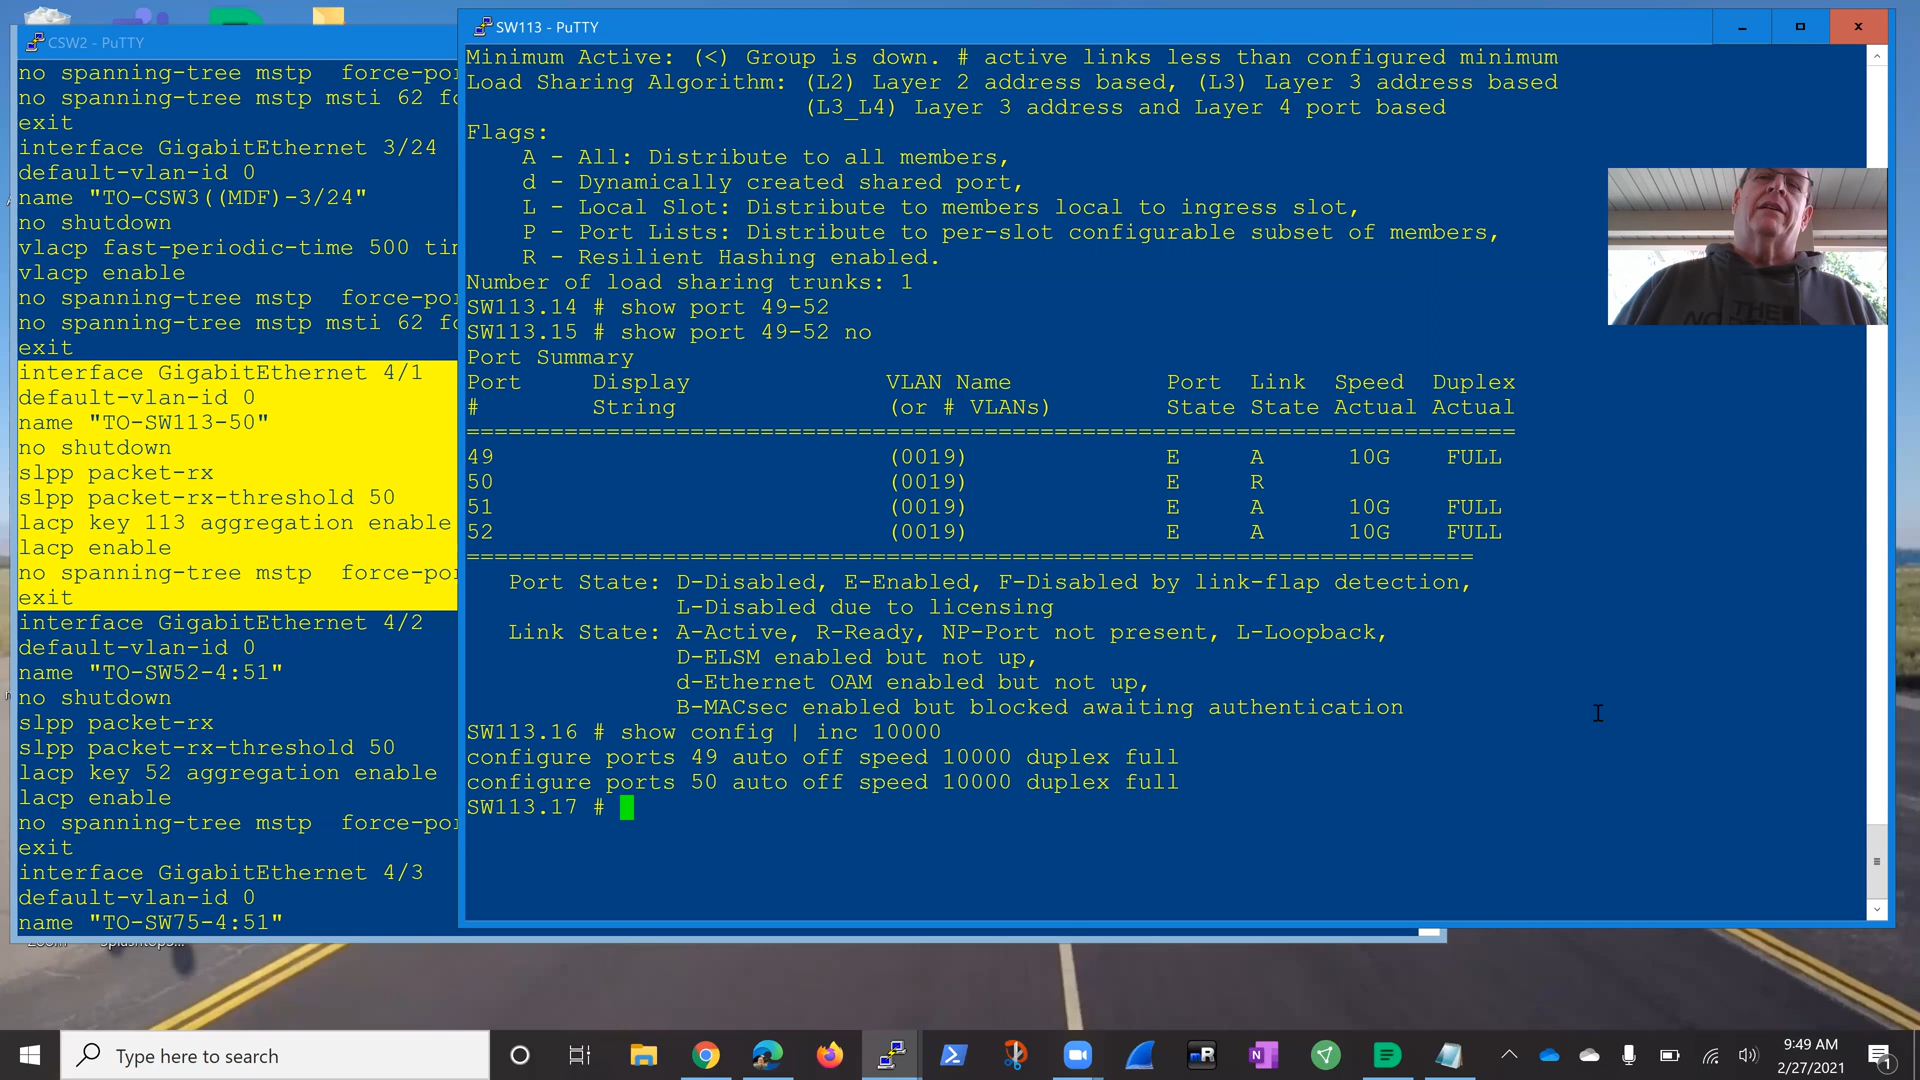 CSW2 - PuTTY
no spanning-tree mstp  force-por
no spanning-tree mstp msti 62 fo
exit
interface GigabitEthernet 3/24
default-vlan-id 0
name "TO-CSW3((MDF)-3/24"
no shutdown
vlacp fast-periodic-time 500 tim
vlacp enable
no spanning-tree mstp  force-por
no spanning-tree mstp msti 62 fo
exit
interface GigabitEthernet 4/1
default-vlan-id 0
name "TO-SW113-50"
no shutdown
slpp packet-rx
slpp packet-rx-threshold 50
lacp key 113 aggregation enable
lacp enable
no spanning-tree mstp  force-por
exit
interface GigabitEthernet 4/2
default-vlan-id 0
name "TO-SW52-4:51"
no shutdown
slpp packet-rx
slpp packet-rx-threshold 50
lacp key 52 aggregation enable
lacp enable
no spanning-tree mstp  force-por
exit
interface GigabitEthernet 4/3
default-vlan-id 0
name "TO-SW75-4:51"
SW113 - PuTTY
Minimum Active: (<) Group is down. # active links less than configured minimum
Load Sharing Algorithm: (L2) Layer 2 address based, (L3) Layer 3 address based
(L3_L4) Layer 3 address and Layer 4 port based
Flags:
A - All: Distribute to all members,
d - Dynamically created shared port,
L - Local Slot: Distribute to members local to ingress slot,
P - Port Lists: Distribute to per-slot configurable subset of members,
R - Resilient Hashing enabled.
Number of load sharing trunks: 1
SW113.14 # show port 49-52
SW113.15 # show port 49-52 no
Port Summary
Port Display VLAN Name Port Link Speed Duplex
# String (or # VLANs) State State Actual Actual
==========================================================================
49 (0019) E A 10G FULL
50 (0019) E R
51 (0019) E A 10G FULL
52 (0019) E A 10G FULL
=======================================================================
Port State: D-Disabled, E-Enabled, F-Disabled by link-flap detection,
L-Disabled due to licensing
Link State: A-Active, R-Ready, NP-Port not present, L-Loopback,
D-ELSM enabled but not up,
d-Ethernet OAM enabled but not up,
B-MACsec enabled but blocked awaiting authentication
SW113.16 # show config | inc 10000
configure ports 49 auto off speed 10000 duplex full
configure ports 50 auto off speed 10000 duplex full
SW113.17 #
THE
Type here to search
9:49 AM
2/27/2021
1